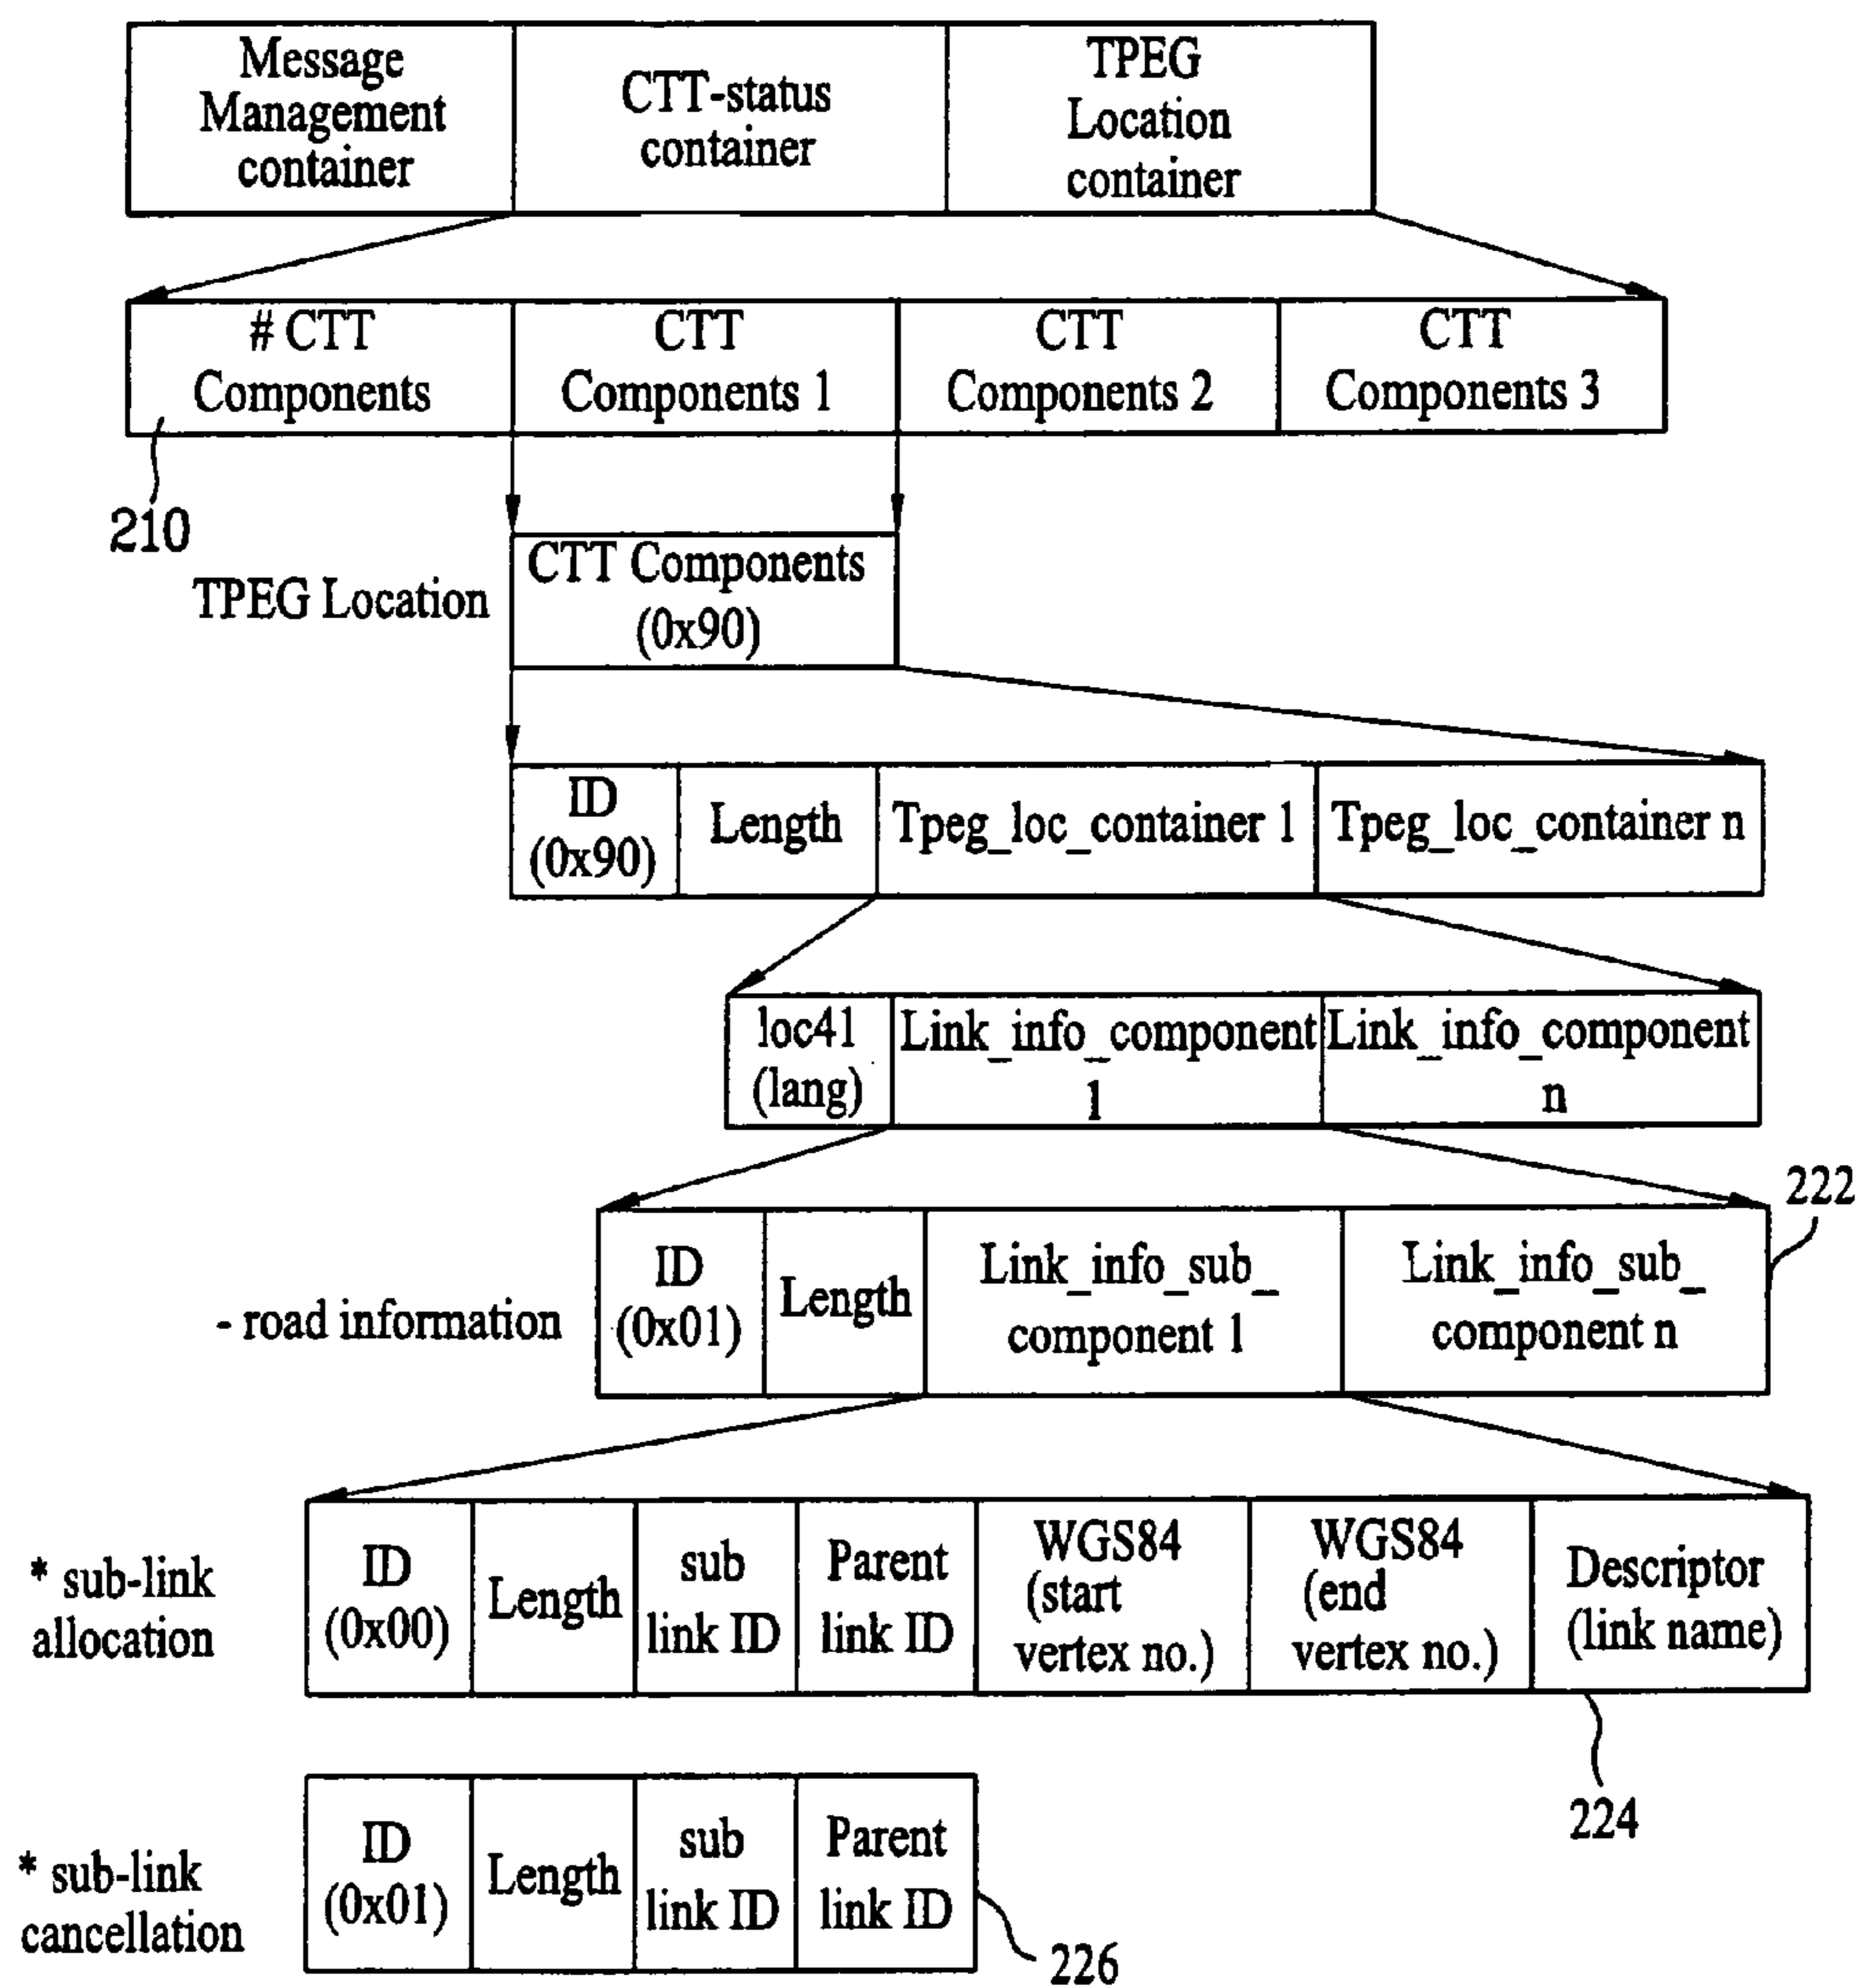 Message
Management
container
CTT-status
container
TPEG
Location
container
# CTT
Components
CTT
Components 1
CTT
Components 2
CTT
Components 3
210
TPEG Location
CTT Components
(0x90)
ID
(0x90)
Length
Tpeg_loc_container 1
Tpeg_loc_container n
loc41
(lang)
Link_info_component
1
Link_info_component
n
222
- road information
ID
(0x01)
Length
Link_info_sub_
component 1
Link_info_sub_
component n
* sub-link
allocation
ID
(0x00)
Length
sub
link ID
Parent
link ID
WGS84
(start
vertex no.)
WGS84
(end
vertex no.)
Descriptor
(link name)
224
* sub-link
cancellation
ID
(0x01)
Length
sub
link ID
Parent
link ID
226